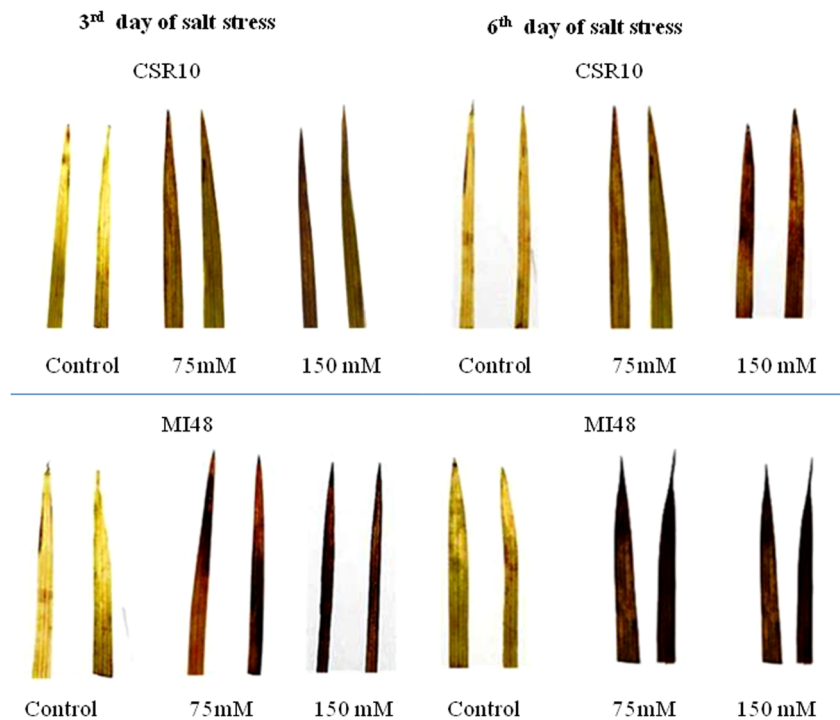 3rd day of salt stress
6th day of salt stress
CSR10
CSR10
Control 75mM 150 mM Control 75mM 150 mM
MI48
MI48
Control 75mM 150 mM Control 75mM 150 mM